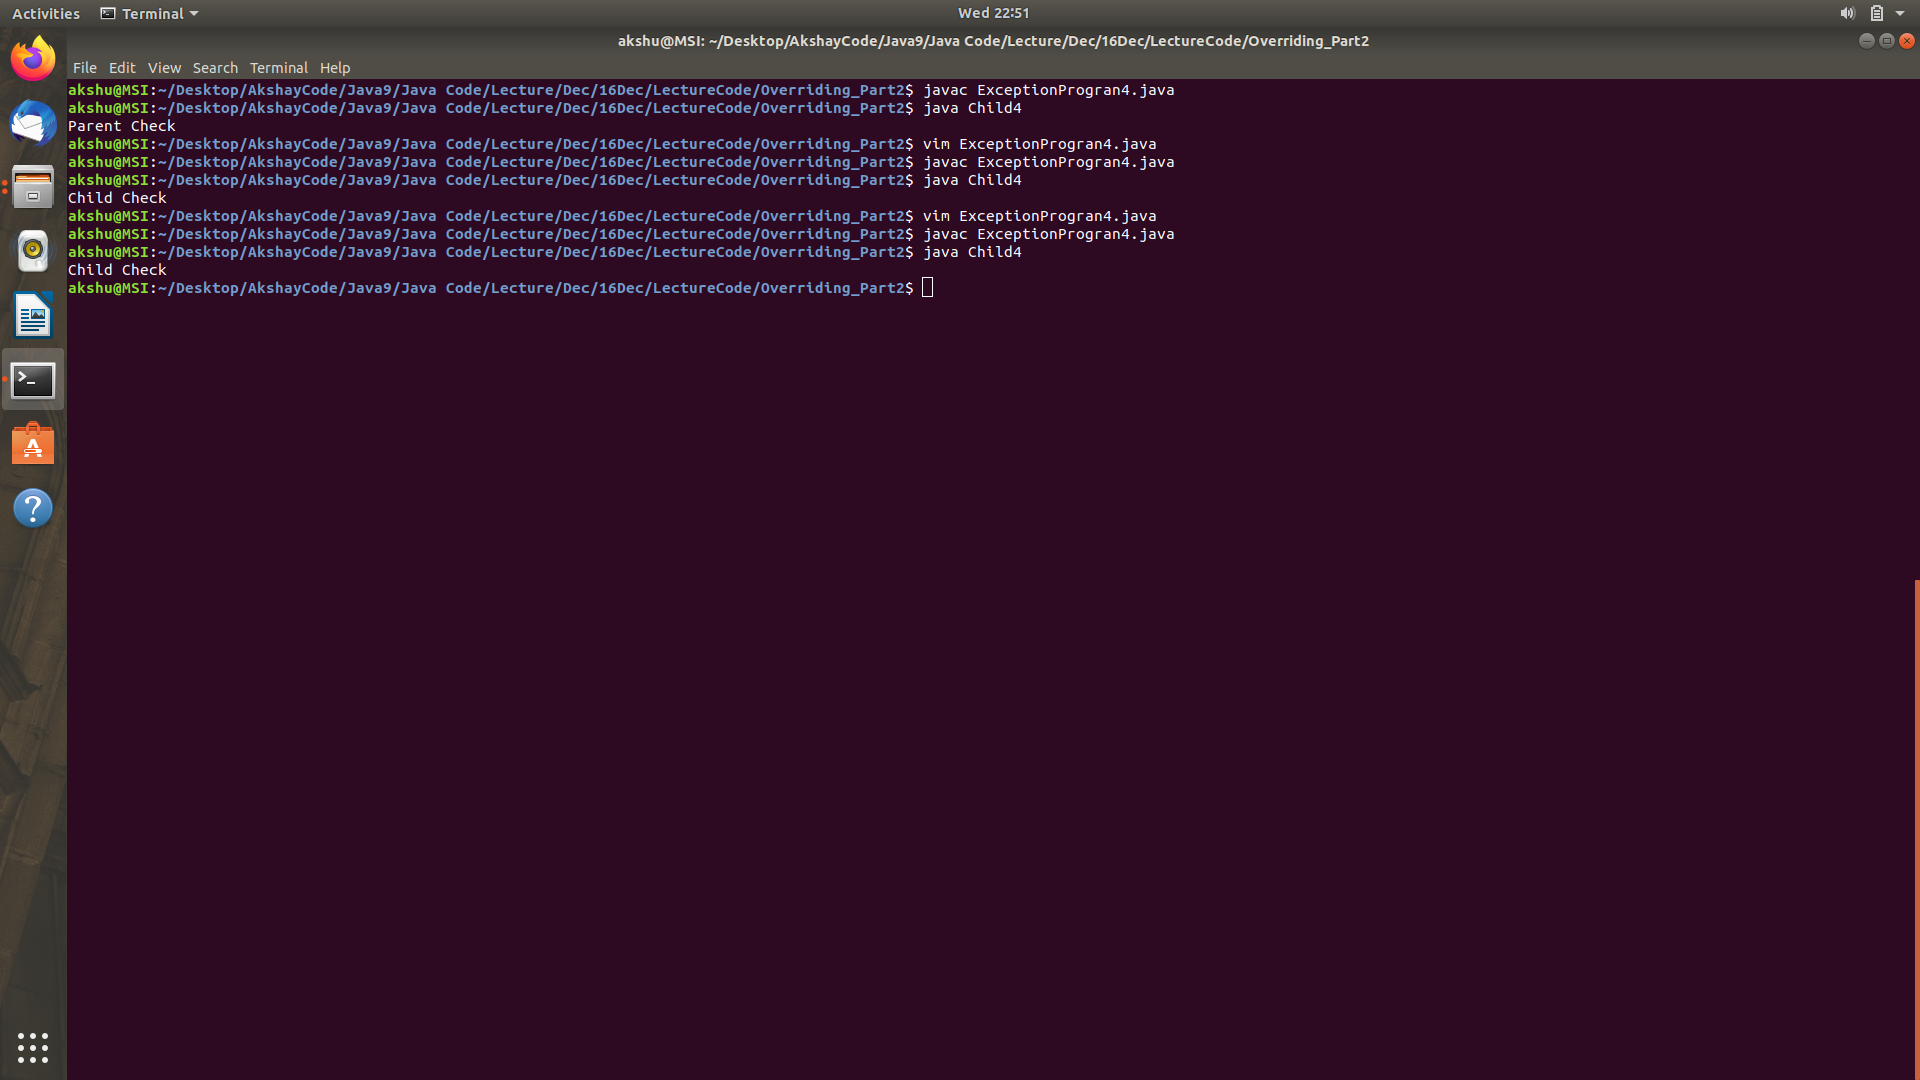 Activities Terminal Wed 22:51
akshu@MSI: ~/Desktop/AkshayCode/Java9/Java Code/Lecture/Dec/16Dec/LectureCode/Overriding_Part2
File Edit View Search Terminal Help
akshu@MSI:~/Desktop/AkshayCode/Java9/Java Code/Lecture/Dec/16Dec/LectureCode/Overriding_Part2$ javac ExceptionProgran4.java
akshu@MSI:~/Desktop/AkshayCode/Java9/Java Code/Lecture/Dec/16Dec/LectureCode/Overriding_Part2$ java Child4
Parent Check
akshu@MSI:~/Desktop/AkshayCode/Java9/Java Code/Lecture/Dec/16Dec/LectureCode/Overriding_Part2$ vim ExceptionProgran4.java
akshu@MSI:~/Desktop/AkshayCode/Java9/Java Code/Lecture/Dec/16Dec/LectureCode/Overriding_Part2$ javac ExceptionProgran4.java
akshu@MSI:~/Desktop/AkshayCode/Java9/Java Code/Lecture/Dec/16Dec/LectureCode/Overriding_Part2$ java Child4
Child Check
akshu@MSI:~/Desktop/AkshayCode/Java9/Java Code/Lecture/Dec/16Dec/LectureCode/Overriding_Part2$ vim ExceptionProgran4.java
akshu@MSI:~/Desktop/AkshayCode/Java9/Java Code/Lecture/Dec/16Dec/LectureCode/Overriding_Part2$ javac ExceptionProgran4.java
akshu@MSI:~/Desktop/AkshayCode/Java9/Java Code/Lecture/Dec/16Dec/LectureCode/Overriding_Part2$ java Child4
Child Check
akshu@MSI:~/Desktop/AkshayCode/Java9/Java Code/Lecture/Dec/16Dec/LectureCode/Overriding_Part2$